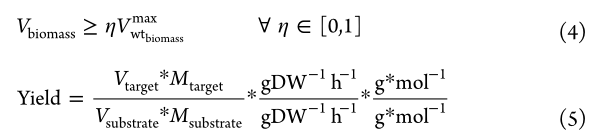 V_biomass ≥ ηV^max_wt_biomass ∀ η ∈ [0,1] (4)
Yield = V_target*M_target / V_substrate*M_substrate * gDW⁻¹ h⁻¹ / gDW⁻¹ h⁻¹ * g*mol⁻¹ / g*mol⁻¹ (5)